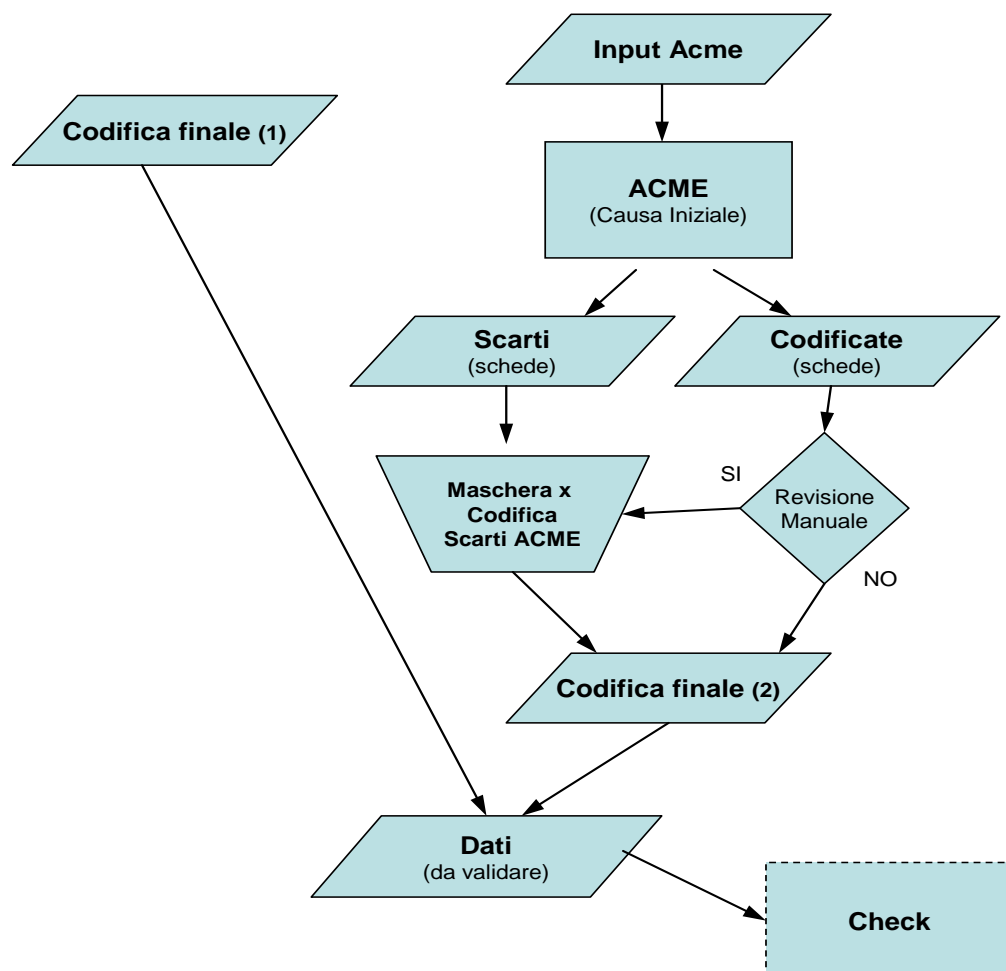 Input Acme
Codifica finale (1)
ACME
(Causa Iniziale)
Scarti
(schede)
Codificate
(schede)
SI
Revisione
Manuale
Maschera x
Codifica
Scarti ACME
NO
Codifica finale (2)
Dati
(da validare)
Check